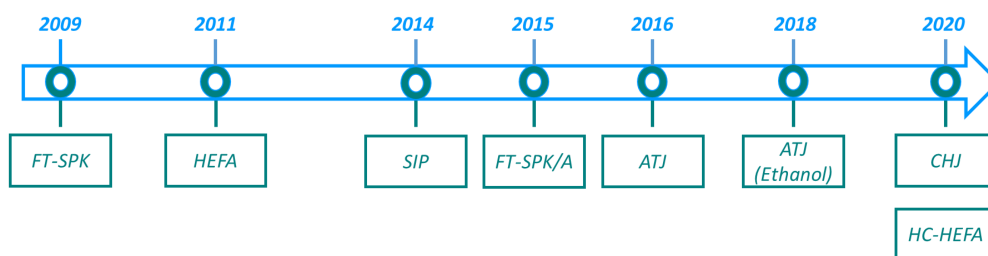 2009 2011 2014 2015 2016 2018 2020
FT-SPK HEFA SIP FT-SPK/A ATJ ATJ CHJ
(Ethanol)
HC-HEFA